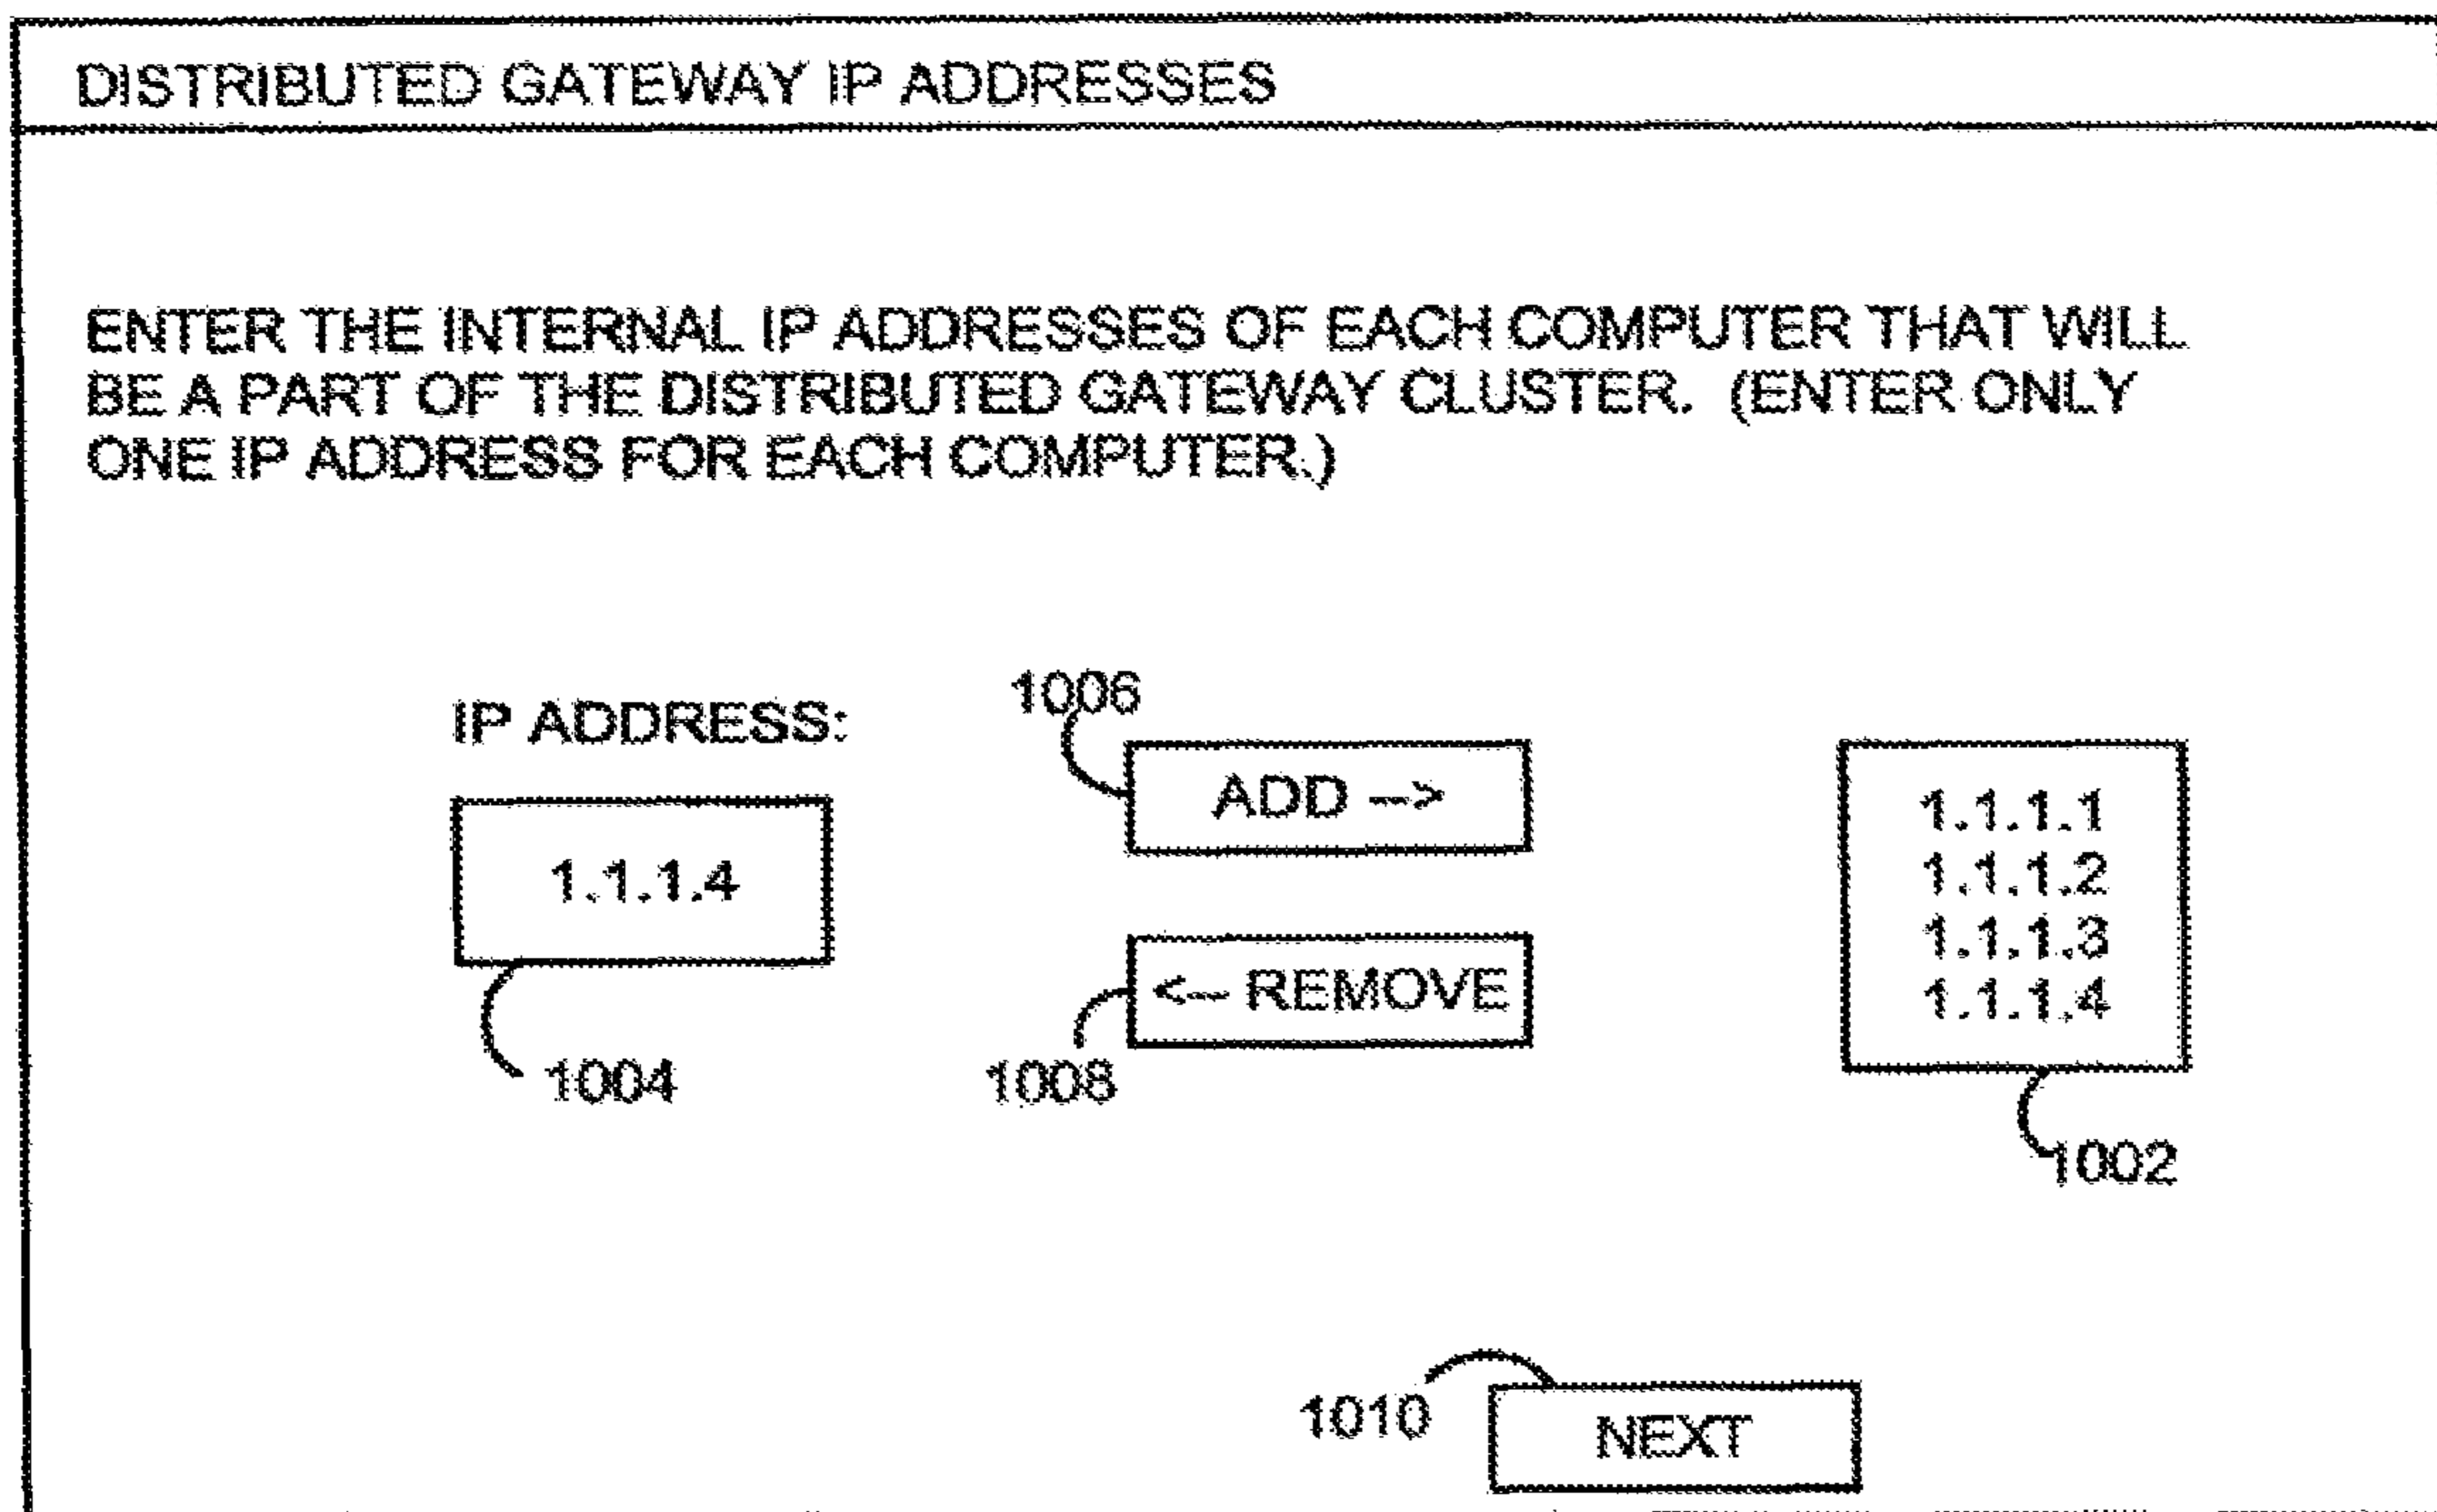 DISTRIBUTED GATEWAY IP ADDRESSES
ENTER THE INTERNAL IP ADDRESSES OF EACH COMPUTER THAT WILL
BE A PART OF THE DISTRIBUTED GATEWAY CLUSTER. (ENTER ONLY
ONE IP ADDRESS FOR EACH COMPUTER.)
IP ADDRESS:
1.1.1.4
1004
1006
ADD -->
<-- REMOVE
1008
1.1.1.1
1.1.1.2
1.1.1.3
1.1.1.4
1002
1010
NEXT